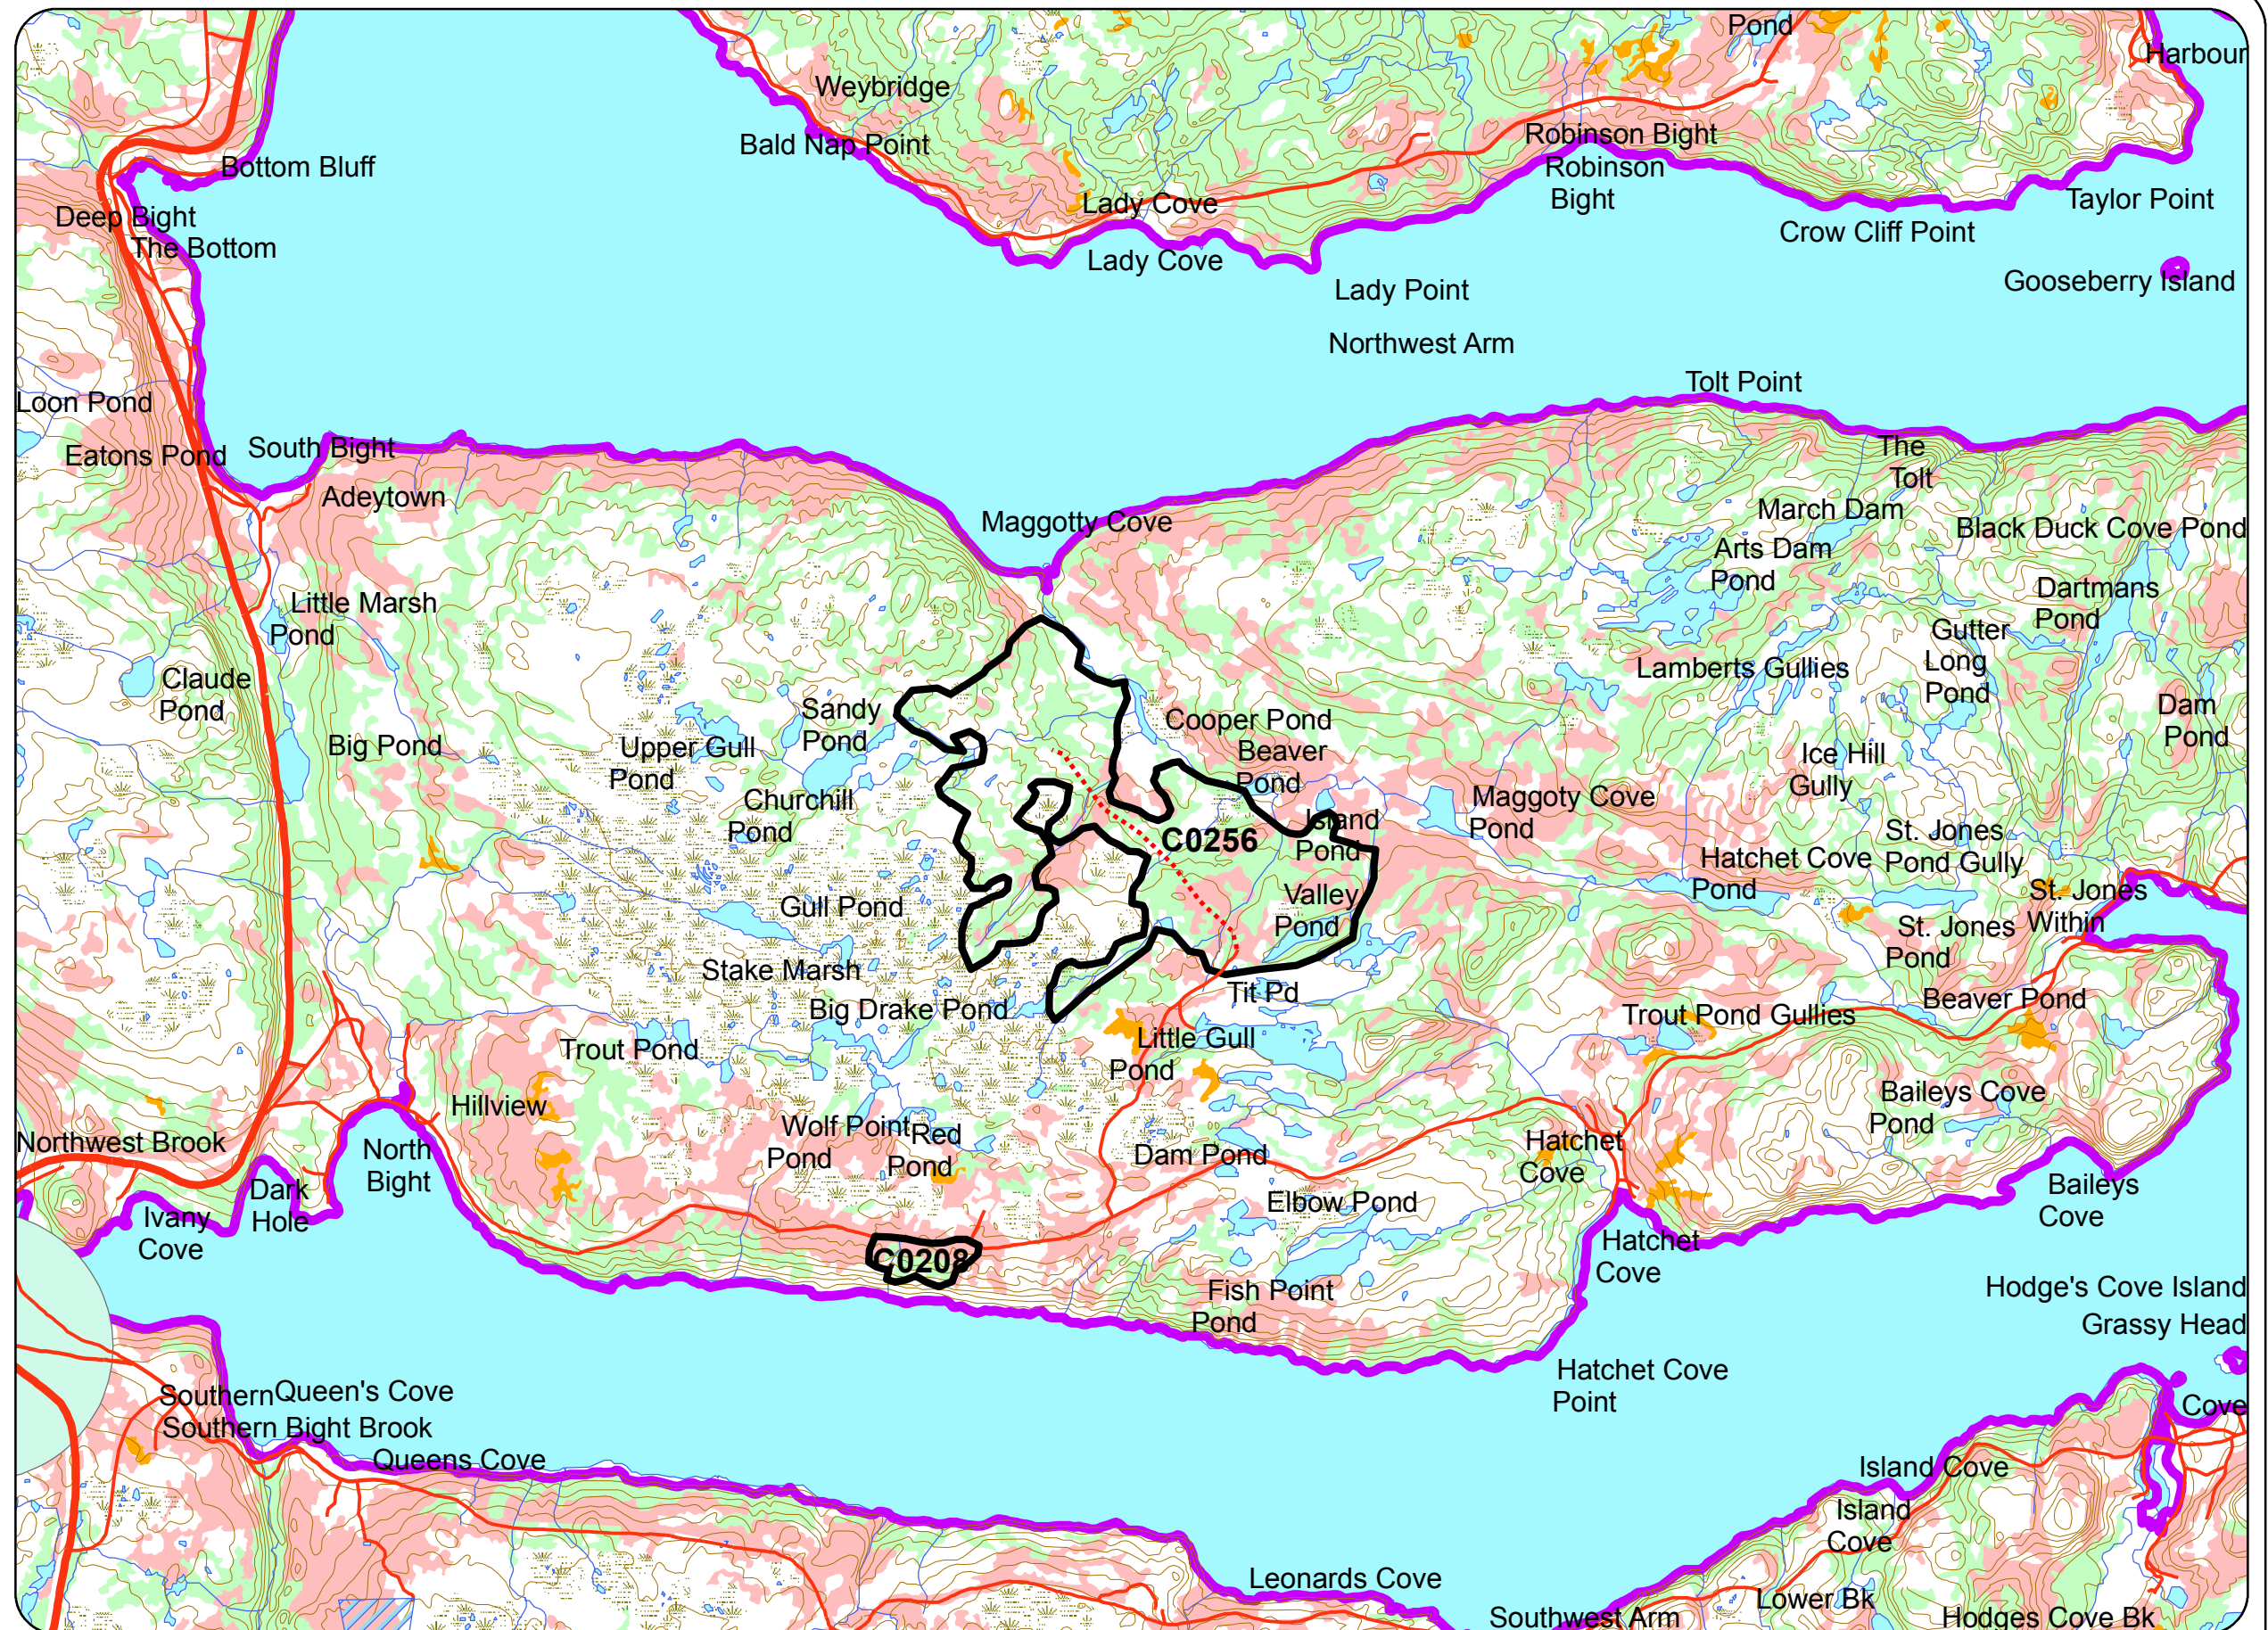 Pond
Harbour
Weybridge
Bald Nap Point
Robinson Bight
Robinson
Bight
Bottom Bluff
Lady Cove
Taylor Point
Deep Bight
The Bottom
Crow Cliff Point
Lady Cove
Gooseberry Island
Lady Point
Northwest Arm
Tolt Point
Loon Pond
Eatons Pond
South Bight
The
Tolt
Adeytown
March Dam
Maggotty Cove
Black Duck Cove Pond
Arts Dam
Pond
Dartmans
Pond
Little Marsh
Pond
Gutter
Long
Pond
Lamberts Gullies
Claude
Pond
Sandy
Pond
Cooper Pond
Dam
Pond
Big Pond
Upper Gull
Pond
Beaver
Pond
Ice Hill
Gully
Churchill
Pond
Maggoty Cove
Pond
Island
Pond
C0256
St. Jones
Pond Gully
Hatchet Cove
Pond
Valley
Pond
St. Jones
Within
Gull Pond
St. Jones
Pond
Stake Marsh
Tit Pd
Big Drake Pond
Beaver Pond
Trout Pond Gullies
Little Gull
Pond
Trout Pond
Baileys Cove
Pond
Hillview
Wolf Point
Pond
Red
Pond
Northwest Brook
North
Bight
Dam Pond
Hatchet
Cove
Dark
Hole
Elbow Pond
Baileys
Cove
Ivany
Cove
Hatchet
Cove
C0208
Fish Point
Pond
Hodge's Cove Island
Grassy Head
Hatchet Cove
Point
Southern
Queen's Cove
Cove
Southern Bight Brook
Queens Cove
Island Cove
Island
Cove
Leonards Cove
Lower Bk
Southwest Arm
Hodges Cove Bk